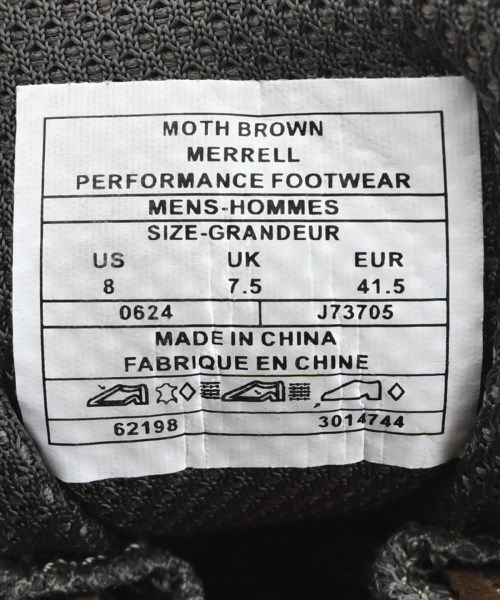 MOTH BROWN
MERRELL
PERFORMANCE FOOTWEAR
MENS-HOMMES
SIZE-GRANDEUR
US UK EUR
8 7.5 41.5
0624 J73705
MADE IN CHINA
FABRIQUE EN CHINE
62198 3014744